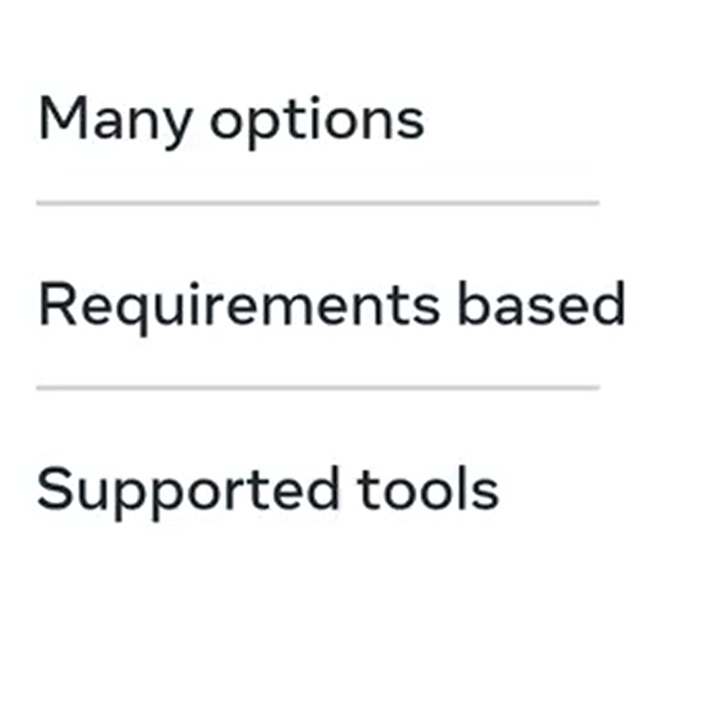 Many options
Requirements based
Supported tools